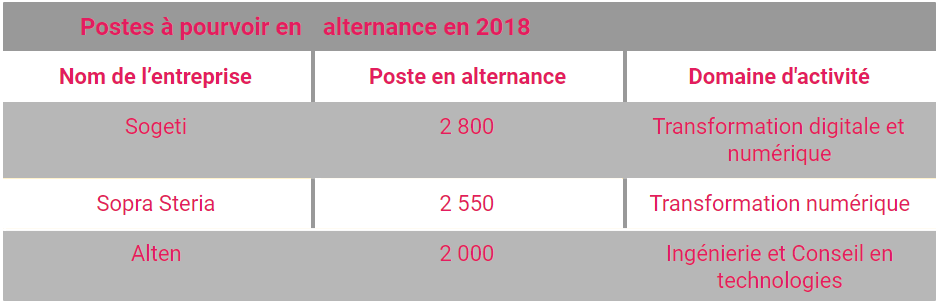 Postes à pourvoir en alternance en 2018
Nom de l’entreprise Poste en alternance Domaine d'activité
Sogeti 2 800 Transformation digitale et
numérique
Sopra Steria 2 550 Transformation numérique
Alten 2 000 Ingénierie et Conseil en
technologies